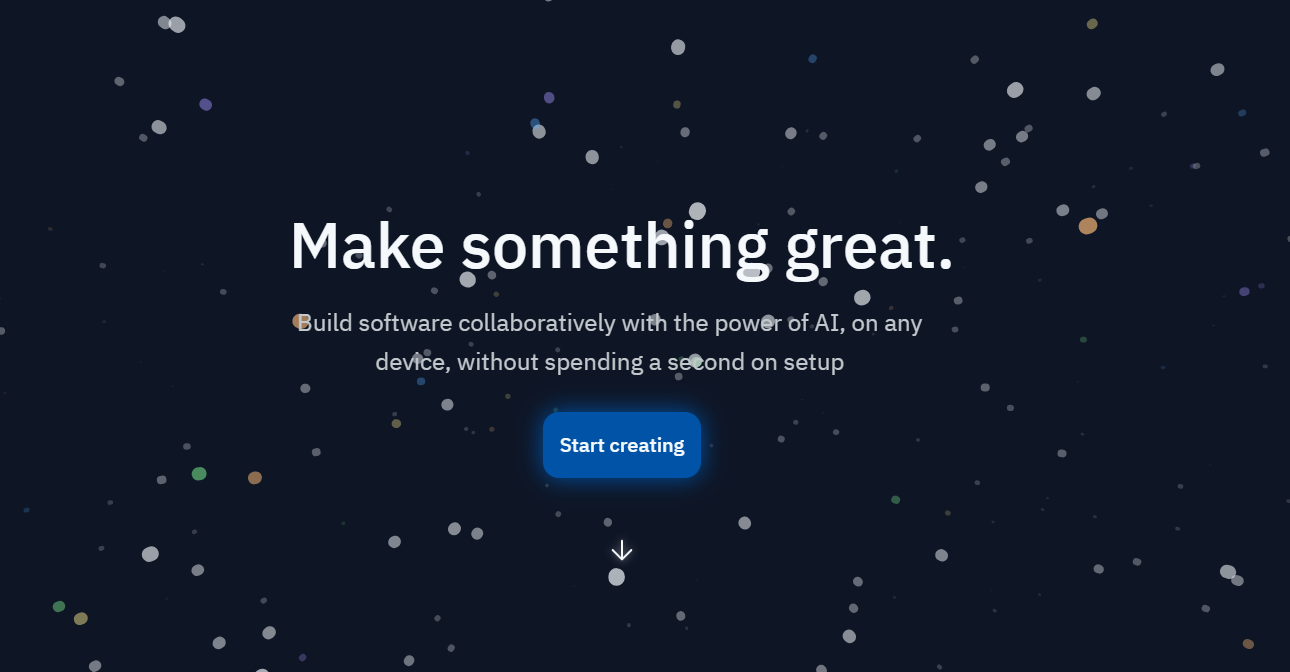 Make something great.
Build software collaboratively with the power of AI, on any
device, without spending a second on setup
Start creating